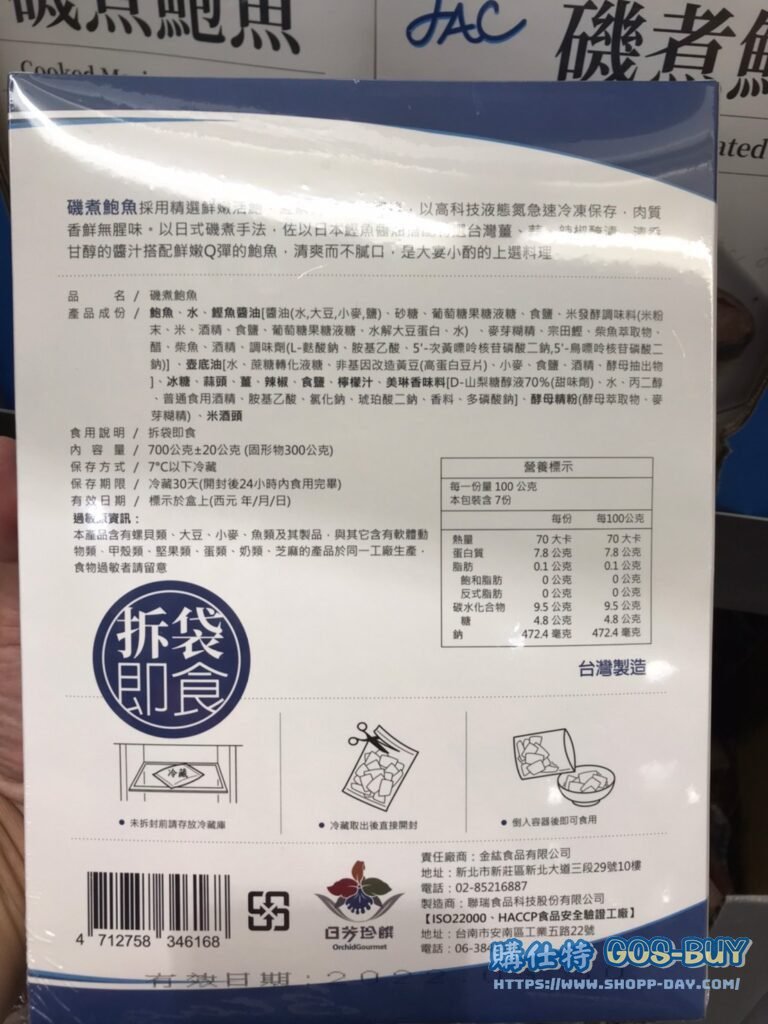 磯煮鮑魚
Cooked
JAC
磯煮
ated
磯煮鮑魚採用精選鮮嫩活鮑 ，以高科技液態氮急速冷凍保存，肉質
香鮮無腥味。以日式磯煮手法，佐以日本鰹魚醬油 台灣薑、蒜、辣椒
甘醇的醬汁搭配鮮嫩Q彈的鮑魚，清爽而不膩口，是大宴小酌的上選料理
品 名 / 磯煮鮑魚
產品成份 / 鮑魚、水、鰹魚醬油[醬油(水,大豆,小麥,鹽)、砂糖、葡萄糖果糖液糖、食鹽、米發酵調味料(米粉
末、米、酒精、食鹽、葡萄糖果糖液糖、水解大豆蛋白、水) 、麥芽糊精、宗田鰹、柴魚萃取物、
醋、柴魚、酒精、調味劑(L-麩酸鈉、胺基乙酸、5'-次黃嘌呤核苷磷酸二鈉,5'-鳥嘌呤核苷磷酸二
鈉)] 、壺底油[水、蔗糖轉化液糖、非基因改造黃豆(高蛋白豆片)、小麥、食鹽、酒精、酵母抽出物
]、冰糖、蒜頭、薑、辣椒、食鹽、檸檬汁、美琳香味料[D-山梨糖醇液70%(甜味劑)、水、丙二醇
、普通食用酒精、胺基乙酸、氯化鈉、琥珀酸二鈉、香料、多磷酸鈉]、酵母精粉(酵母萃取物、麥
芽糊精) 、米酒頭
食用說明 / 拆袋即食
內 容 量 / 700公克±20公克 (固形物300公克)
保存方式 / 7°C以下冷藏
保存期限 / 冷藏30天(開封後24小時內食用完畢)
有效日期 / 標示於盒上(西元 年/月/日)
過敏原資訊：
本產品含有螺貝類、大豆、小麥、魚類及其製品，與其它含有軟體動
物類、甲殼類、堅果類、蛋類、奶類、芝麻的產品於同一工廠生產，
食物過敏者請留意
營養標示
每一份量 100 公克
本包裝含 7份
每份 每100公克
熱量 70 大卡 70 大卡
蛋白質 7.8 公克 7.8 公克
脂肪 0.1 公克 0.1 公克
飽和脂肪 0 公克 0 公克
反式脂肪 0 公克 0 公克
碳水化合物 9.5 公克 9.5 公克
糖 4.8 公克 4.8 公克
鈉 472.4 毫克 472.4 毫克
台灣製造
拆袋
即食
冷藏
● 未拆封前請存放冷藏庫
● 冷藏取出後直接開封
● 倒入容器後即可食用
4 712758 346168
日芳珍饌
OrchidGourmet
責任廠商：金紘食品有限公司
地址：新北市新莊區新北大道三段29號10樓
電話：02-85216887
製造商：聯瑞食品科技股份有限公司
【ISO22000、HACCP食品安全驗證工廠】
地址：台南市安南區工業五路22號
電話：06-384
有效日期：202
購仕特 GOS-BUY
HTTPS://WWW.SHOPP-DAY.COM/